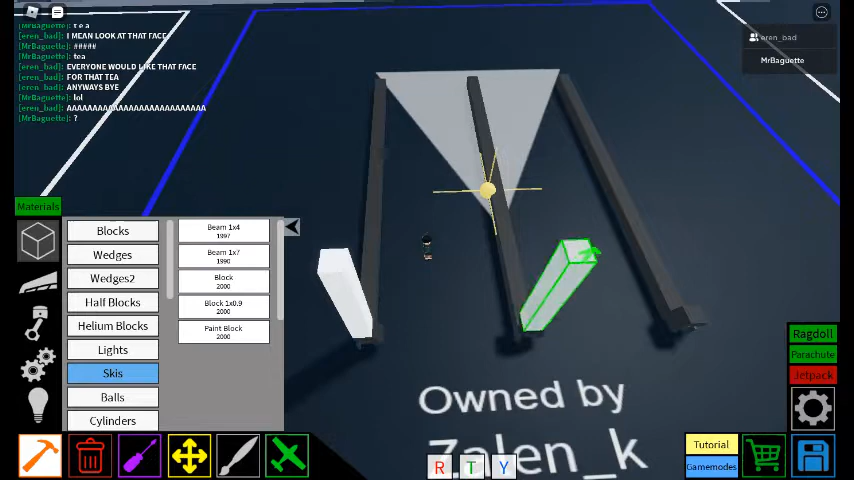 t e a
[eren_bad]: I MEAN LOOK AT THAT FACE
[MrBaguette]: #####
[MrBaguette]: tea
[eren_bad]: EVERYONE WOULD LIKE THAT FACE
[eren_bad]: FOR THAT TEA
[eren_bad]: ANYWAYS BYE
[MrBaguette]: lol
[eren_bad]: AAAAAAAAAAAAAAAAAAAAAAAAAA
[MrBaguette]: ?
eren_bad
MrBaguette
Materials
Blocks
Wedges
Wedges2
Half Blocks
Helium Blocks
Lights
Skis
Balls
Cylinders
Beam 1x4
1997
Beam 1x7
1990
Block
2000
Block 1x0.9
2000
Paint Block
2000
Owned by
Zalen_k
R T Y
Ragdoll
Parachute
Jetpack
Tutorial
Gamemodes